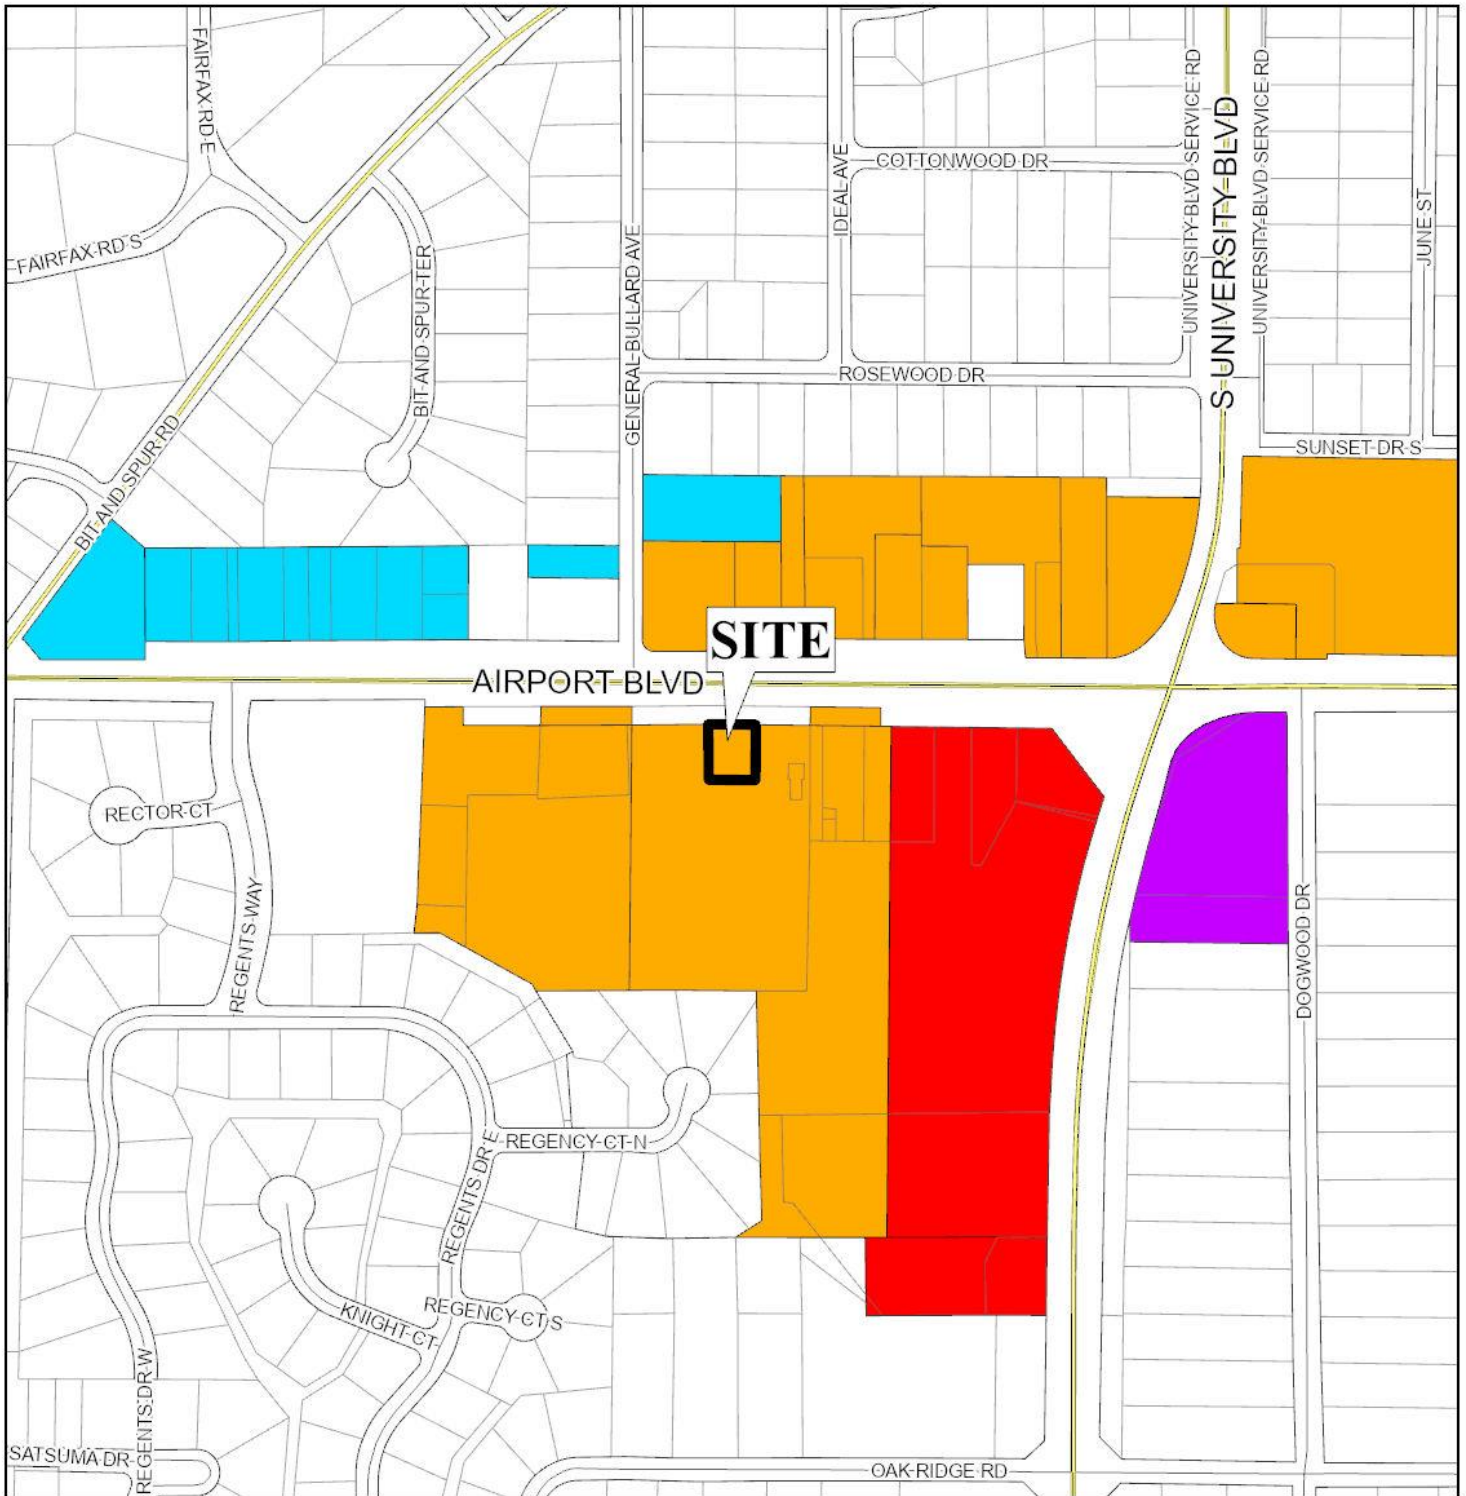 FAIRFAX RD E
UNIVERSITY BLVD SERVICE RD
S UNIVERSITY BLVD
UNIVERSITY BLVD SERVICE RD
COTTONWOOD DR
IDEAL AVE
JUNE ST
FAIRFAX RD S
BIT AND SPUR TER
GENERAL BULLARD AVE
ROSEWOOD DR
BIT AND SPUR RD
SUNSET DR S
SITE
AIRPORT BLVD
RECTOR CT
REGENTS WAY
DOGWOOD DR
REGENCY CT N
REGENTS DR E
KNIGHT CT
REGENCY CT S
REGENTS DR W
SATSUMA DR
OAK RIDGE RD